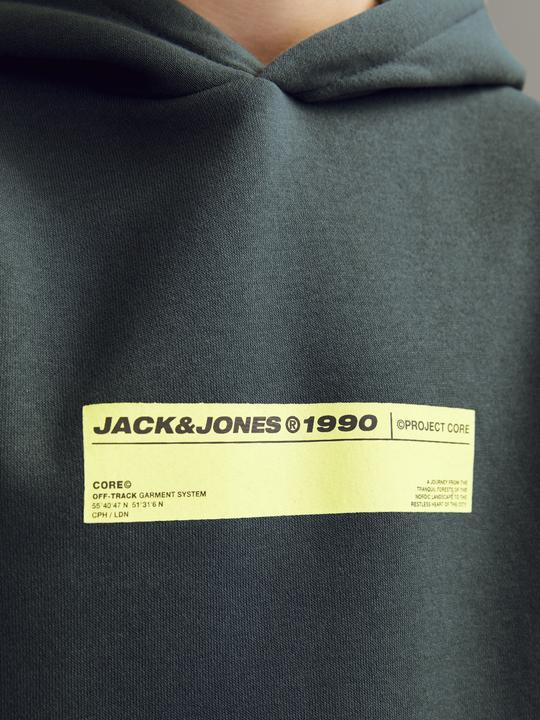 JACK&JONES®1990
©PROJECT CORE
CORE©
OFF-TRACK GARMENT SYSTEM
55°40'47 N 51°31'6 N
CPH / LDN
A JOURNEY FROM THE
TRANQUIL FORESTS OF THE
NORDIC LANDSCAPE TO THE
RESTLESS HEART OF THE CITY